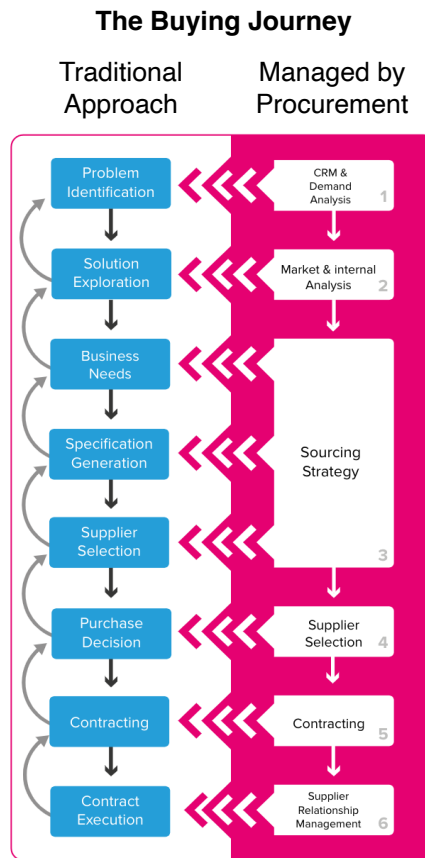 The Buying Journey
Traditional
Approach
Managed by
Procurement
Problem
Identification
CRM &
Demand
Analysis
1
Solution
Exploration
Market & internal
Analysis
2
Business
Needs
Specification
Generation
Supplier
Selection
Sourcing
Strategy
3
Purchase
Decision
Supplier
Selection
4
Contracting
Contracting
5
Contract
Execution
Supplier
Relationship
Management
6